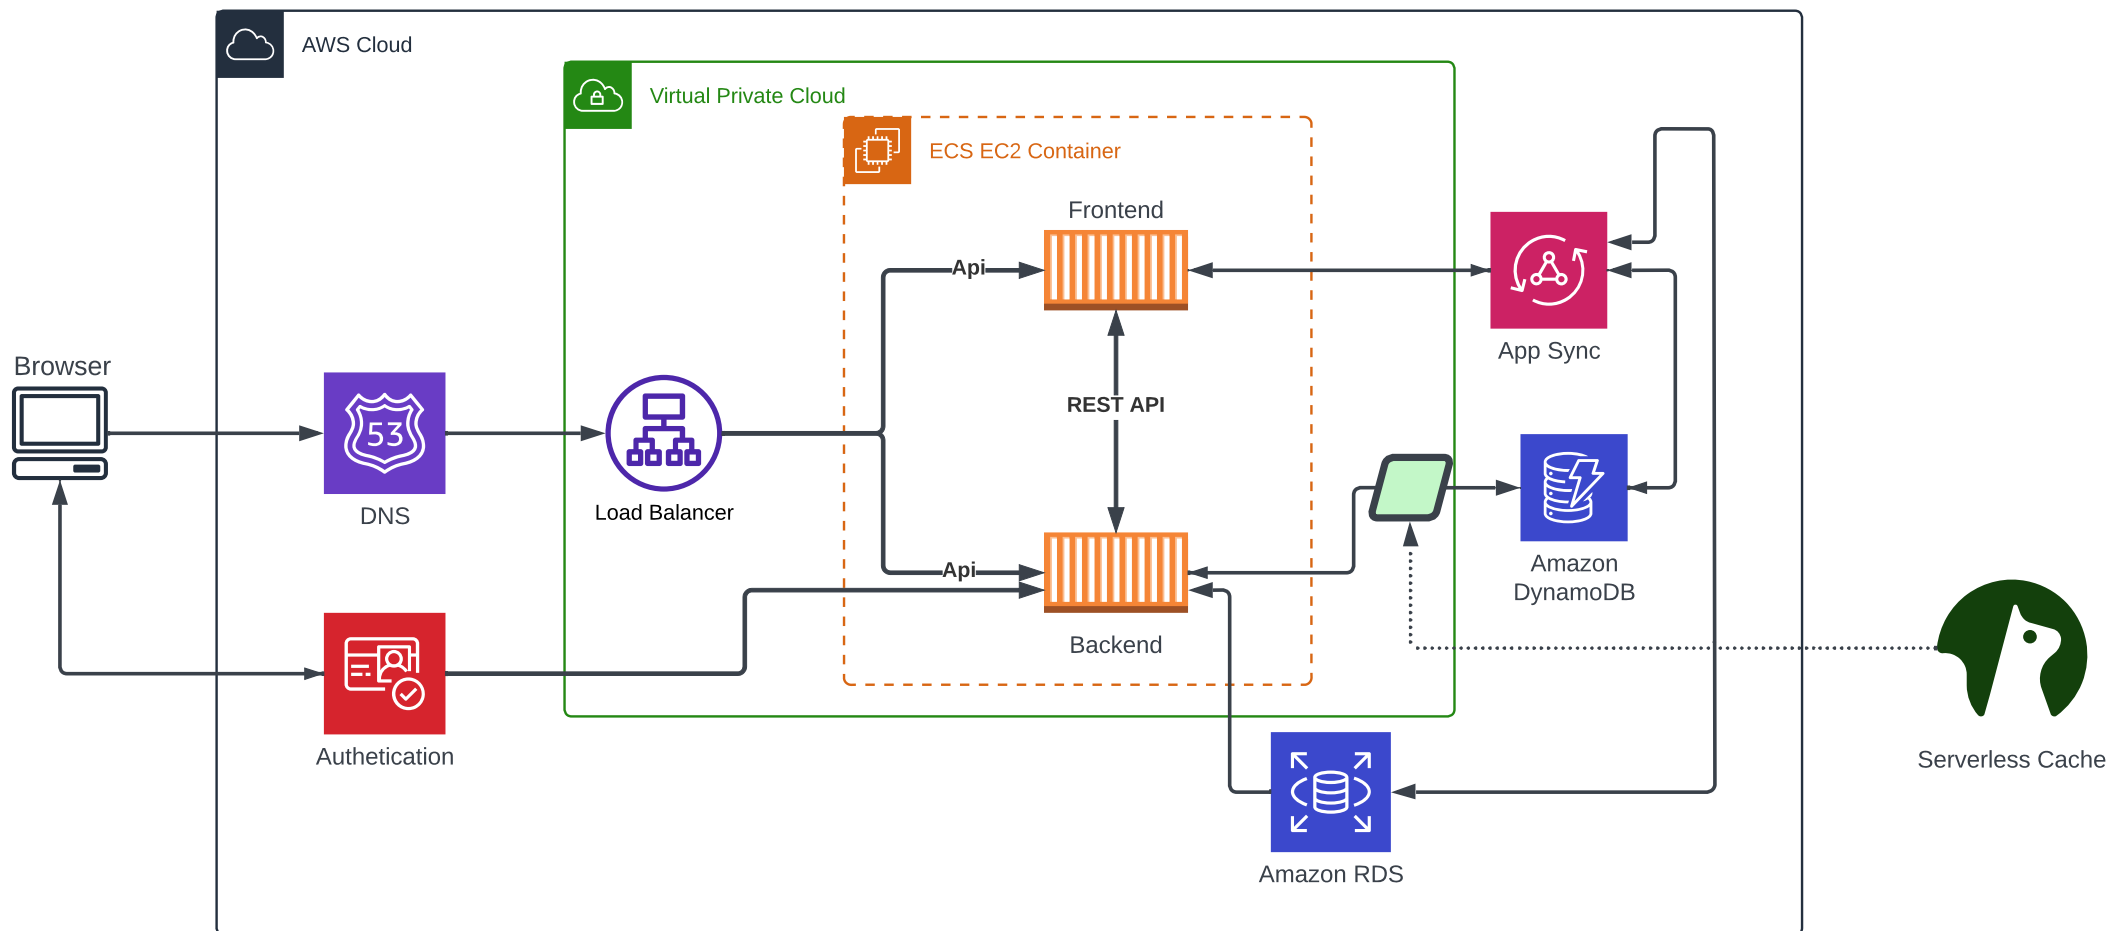 AWS Cloud
Virtual Private Cloud
ECS EC2 Container
Frontend
Api
App Sync
Browser
53
REST API
DNS
Load Balancer
Api
Amazon
DynamoDB
Backend
Authetication
Serverless Cache
Amazon RDS